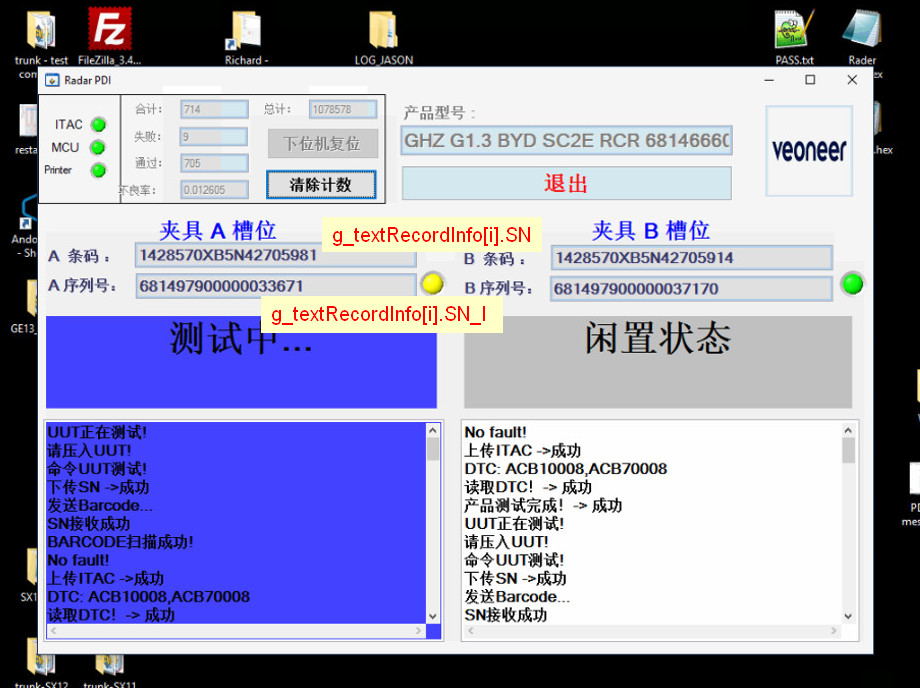 trunk - test
FileZilla_3.4...
Richard -
LOG_JASON
PASS.txt
Rader
Radar PDI
ITAC
MCU
Printer
合计:
714
总计:
1078578
失败:
9
下位机复位
通过:
705
不良率:
0.012605
清除计数
产品型号:
GHZ G1.3 BYD SC2E RCR 6814666
退出
veoneer
夹具 A 槽位
g_textRecordInfo[i].SN
夹具 B 槽位
A 条码：
1428570XB5N42705981
B 条码：
1428570XB5N42705914
A 序列号：
681497900000033671
B 序列号：
681497900000037170
g_textRecordInfo[i].SN_I
测试中...
闲置状态
UUT正在测试!
请压入UUT!
命令UUT测试!
下传SN ->成功
发送Barcode...
SN接收成功
BARCODE扫描成功!
No fault!
上传ITAC ->成功
DTC: ACB10008,ACB70008
读取DTC! -> 成功
No fault!
上传ITAC ->成功
DTC: ACB10008,ACB70008
读取DTC! -> 成功
产品测试完成! -> 成功
UUT正在测试!
请压入UUT!
命令UUT测试!
下传SN ->成功
发送Barcode...
SN接收成功
.hex
GE13_
trunk-SX12
trunk-SX11